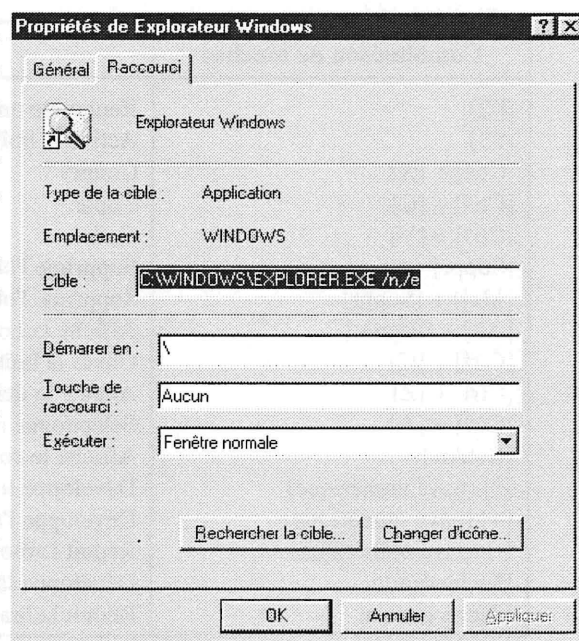 Propriétés de Explorateur Windows
Général Raccourci
Explorateur Windows
Type de la cible : Application
Emplacement : WINDOWS
Cible : C:\WINDOWS\EXPLORER.EXE /n,/e
Démarrer en : \
Touche de raccourci : Aucun
Exécuter : Fenêtre normale
Rechercher la cible... Changer d'icône...
OK Annuler Appliquer